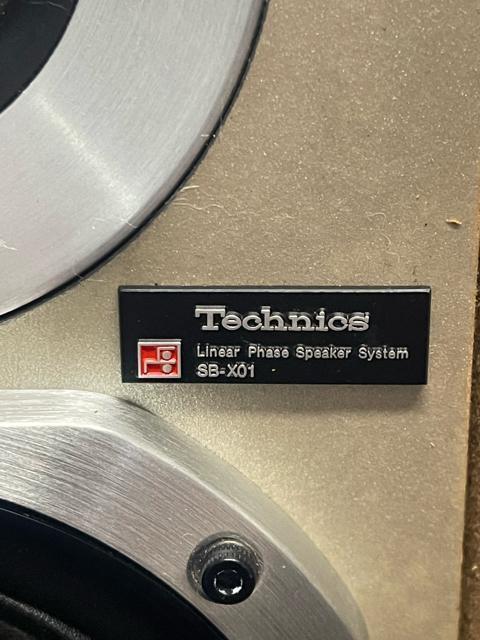 Technics
Linear Phase Speaker System
SB-X01